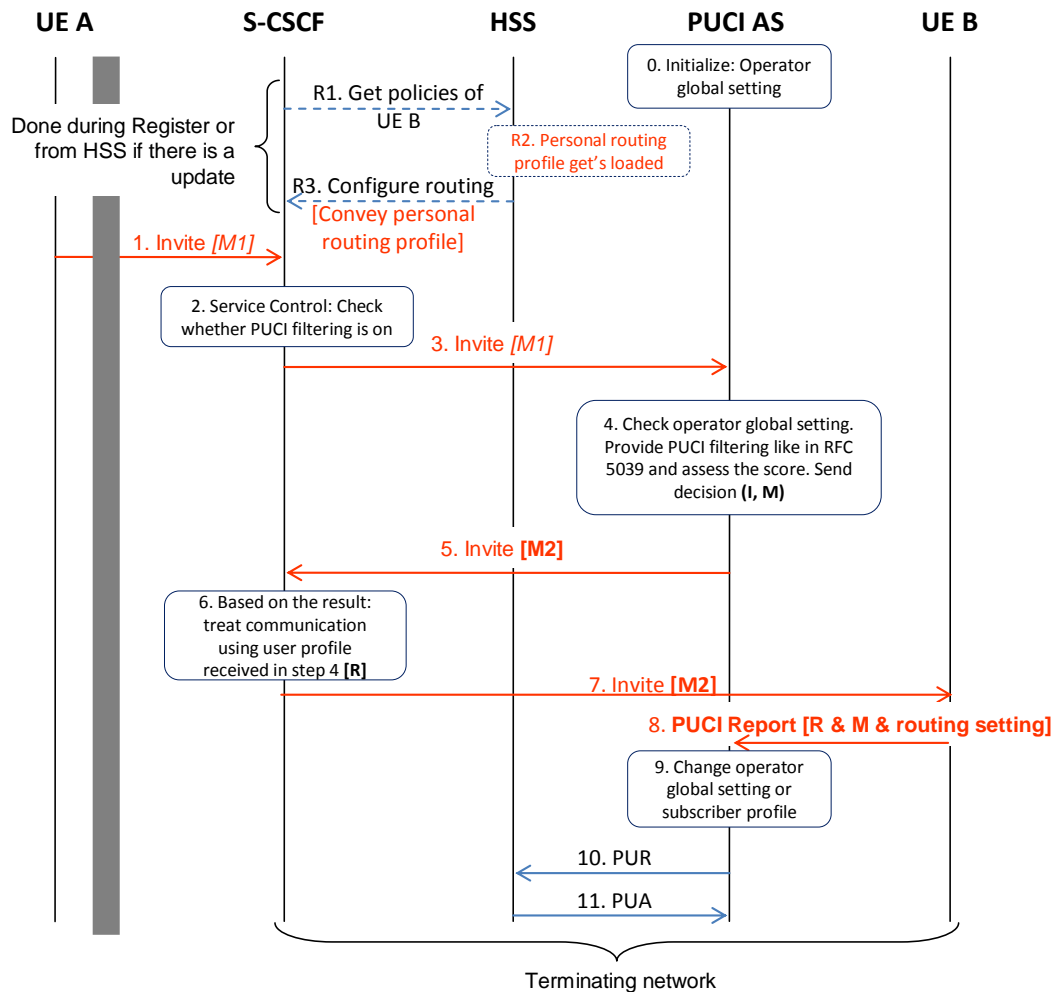 UE A
S-CSCF
HSS
PUCI AS
UE B
0. Initialize: Operator
global setting
R1. Get policies of
UE B
Done during Register or
from HSS if there is a
update
R2. Personal routing
profile get's loaded
R3. Configure routing
[Convey personal
routing profile]
1. Invite [M1]
2. Service Control: Check
whether PUCI filtering is on
3. Invite [M1]
4. Check operator global setting.
Provide PUCI filtering like in RFC
5039 and assess the score. Send
decision (I, M)
5. Invite [M2]
6. Based on the result:
treat communication
using user profile
received in step 4 [R]
7. Invite [M2]
8. PUCI Report [R & M & routing setting]
9. Change operator
global setting or
subscriber profile
10. PUR
11. PUA
Terminating network